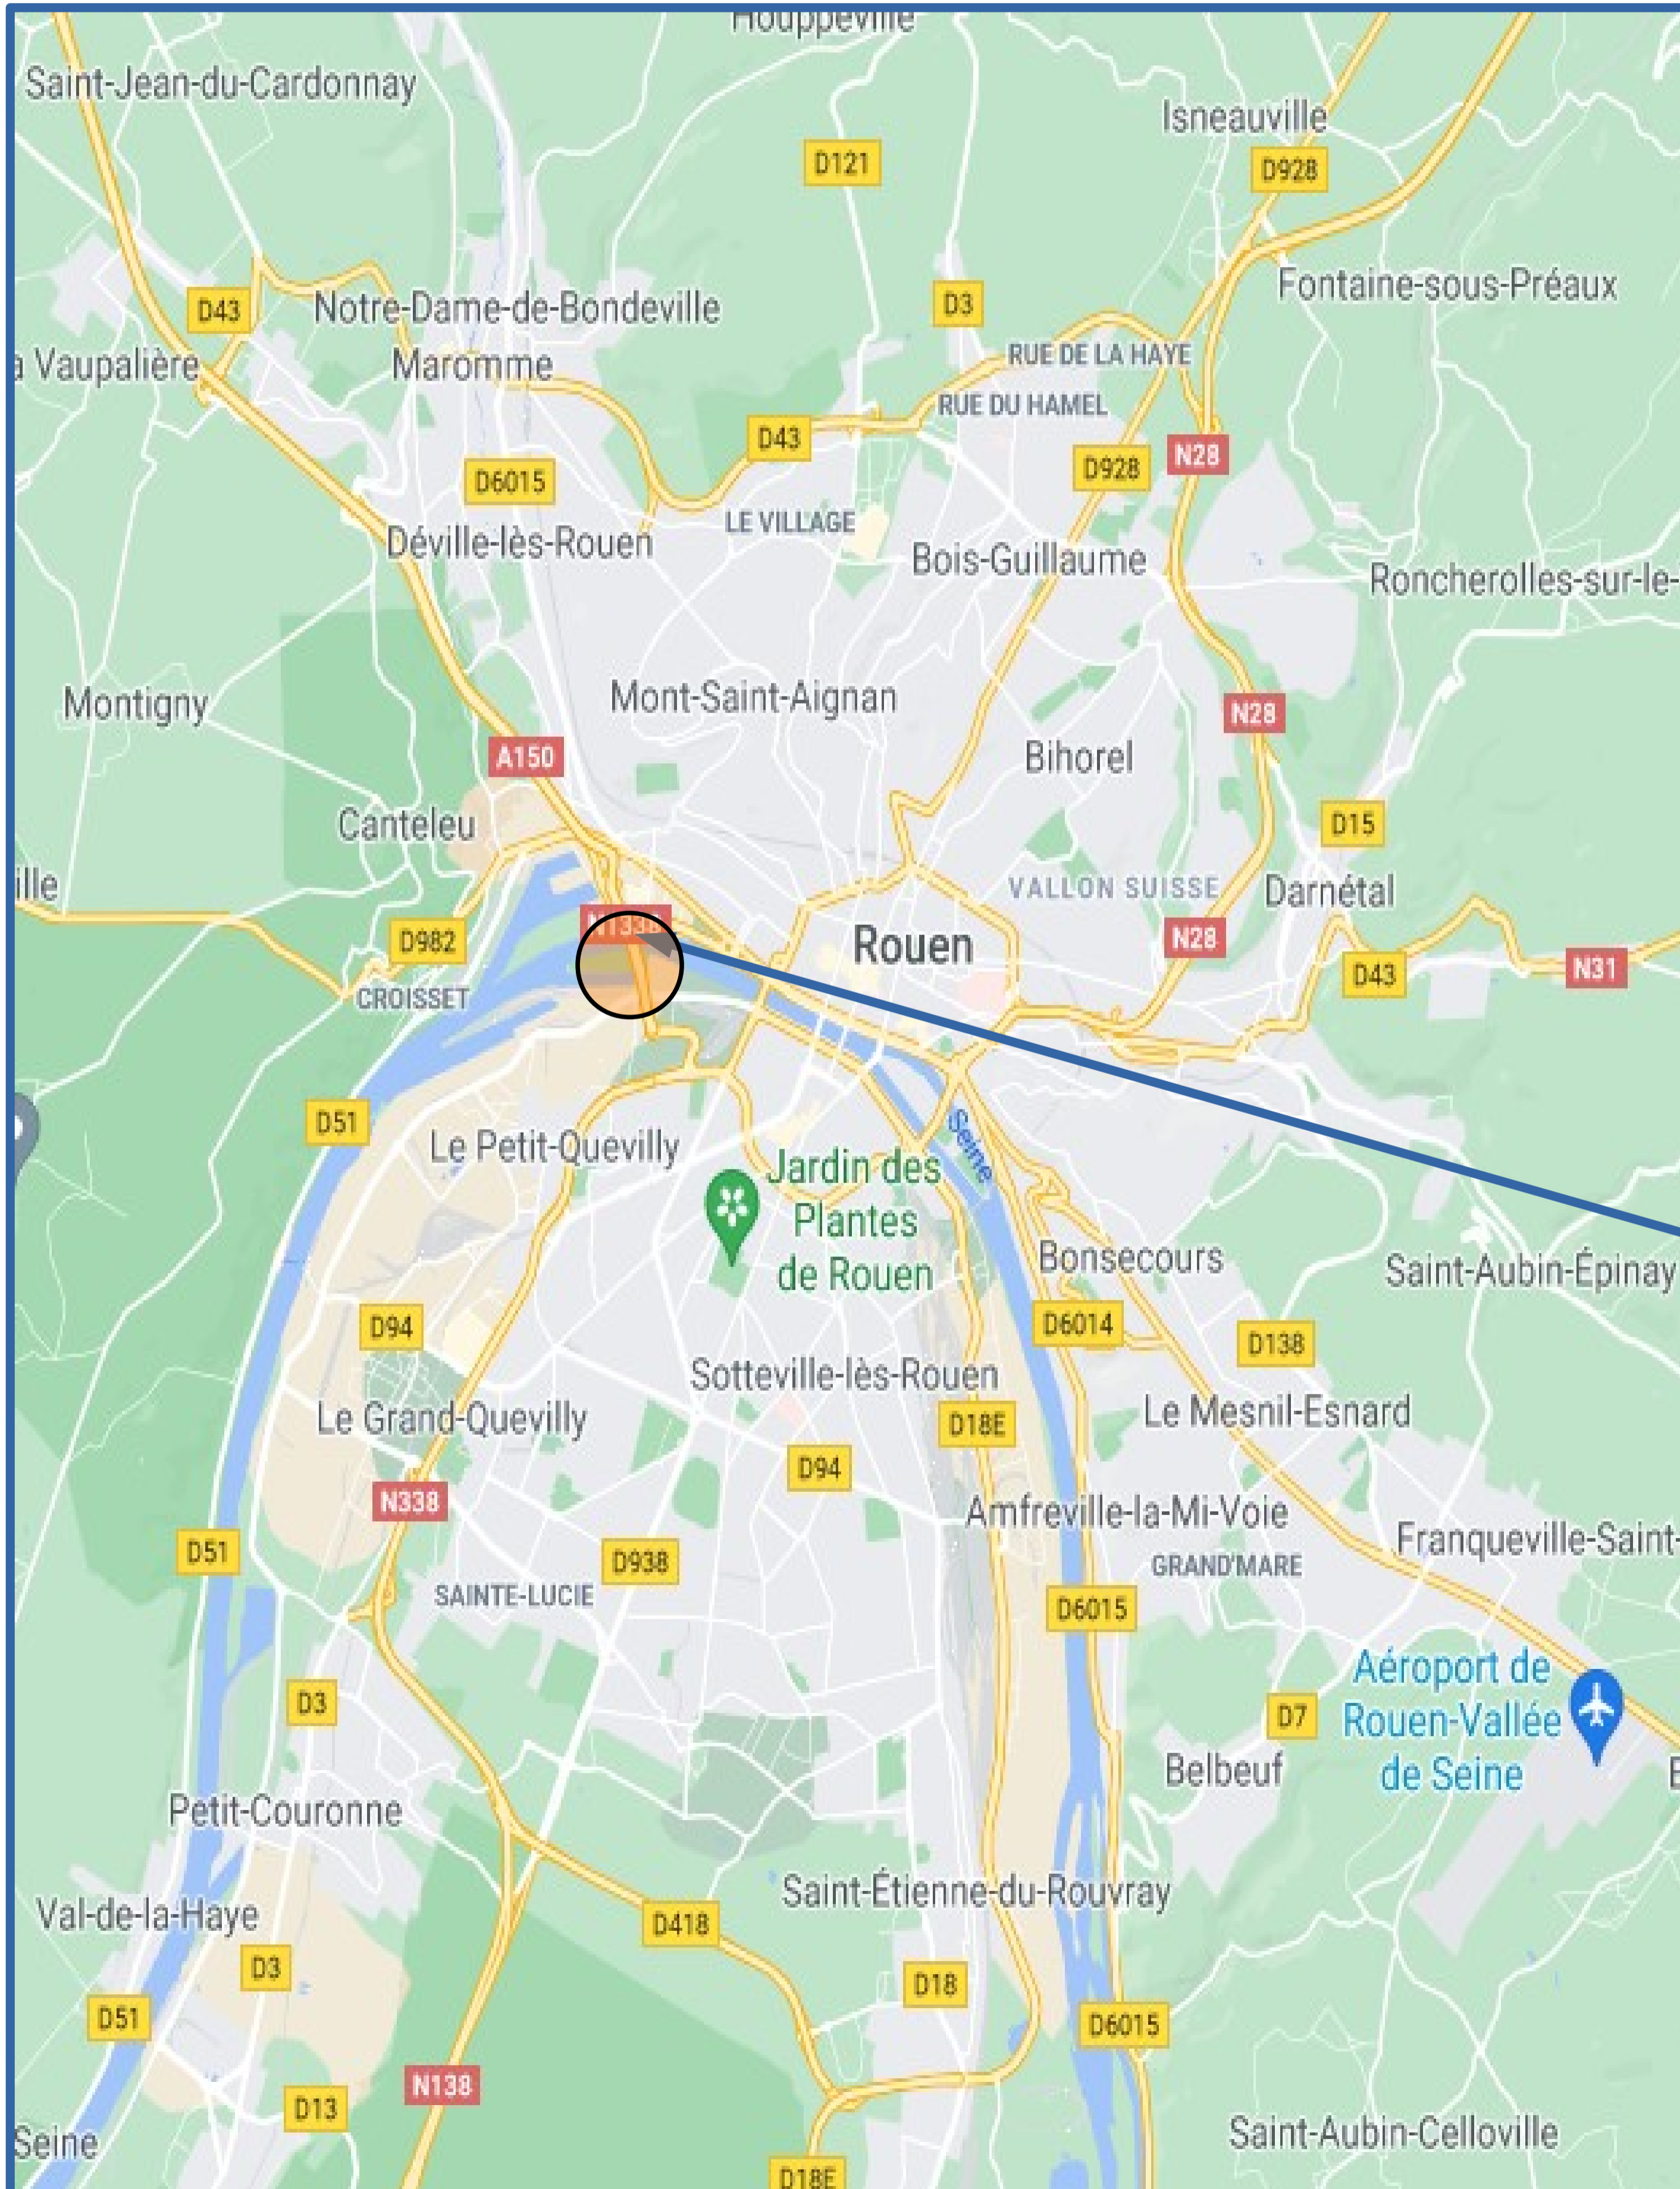 Houppeville
Saint-Jean-du-Cardonnay
Isneauville
D121
D928
Fontaine-sous-Préaux
D43
Notre-Dame-de-Bondeville
D3
a Vaupalière
Maromme
RUE DE LA HAYE
RUE DU HAMEL
D43
N28
D928
D6015
LE VILLAGE
Déville-lès-Rouen
Bois-Guillaume
Roncherolles-sur-le-
Montigny
Mont-Saint-Aignan
N28
A150
Bihorel
Canteleu
D15
ille
VALLON SUISSE
Darnétal
N1338
D982
Rouen
N28
N31
D43
CROISSET
D51
Seine
Le Petit-Quevilly
Jardin des
Plantes
de Rouen
Bonsecours
Saint-Aubin-Épinay
D94
D6014
D138
Sotteville-lès-Rouen
Le Grand-Quevilly
Le Mesnil-Esnard
D18E
D94
N338
Amfreville-la-Mi-Voie
Franqueville-Saint-
D51
D938
GRAND'MARE
SAINTE-LUCIE
D6015
Aéroport de
Rouen-Vallée
de Seine
D3
D7
Belbeuf
Petit-Couronne
Saint-Étienne-du-Rouvray
Val-de-la-Haye
D418
D3
D18
D51
D6015
N138
D13
Seine
Saint-Aubin-Celloville
D18E